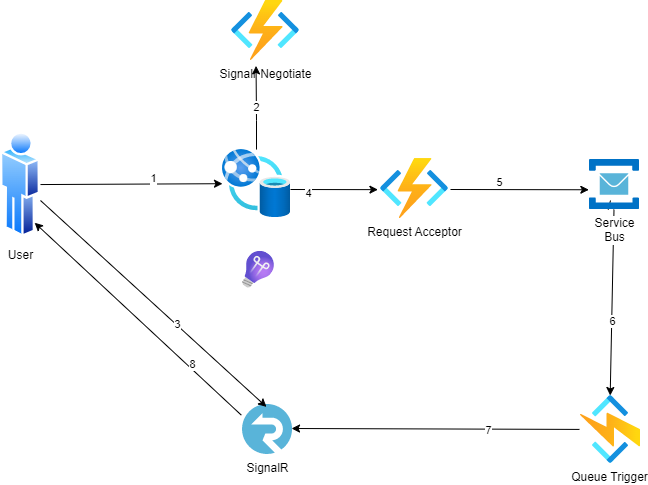 Signalr Negotiate
2
1
4
5
User
Request Acceptor
Service
Bus
3
6
8
7
SignalR
Queue Trigger